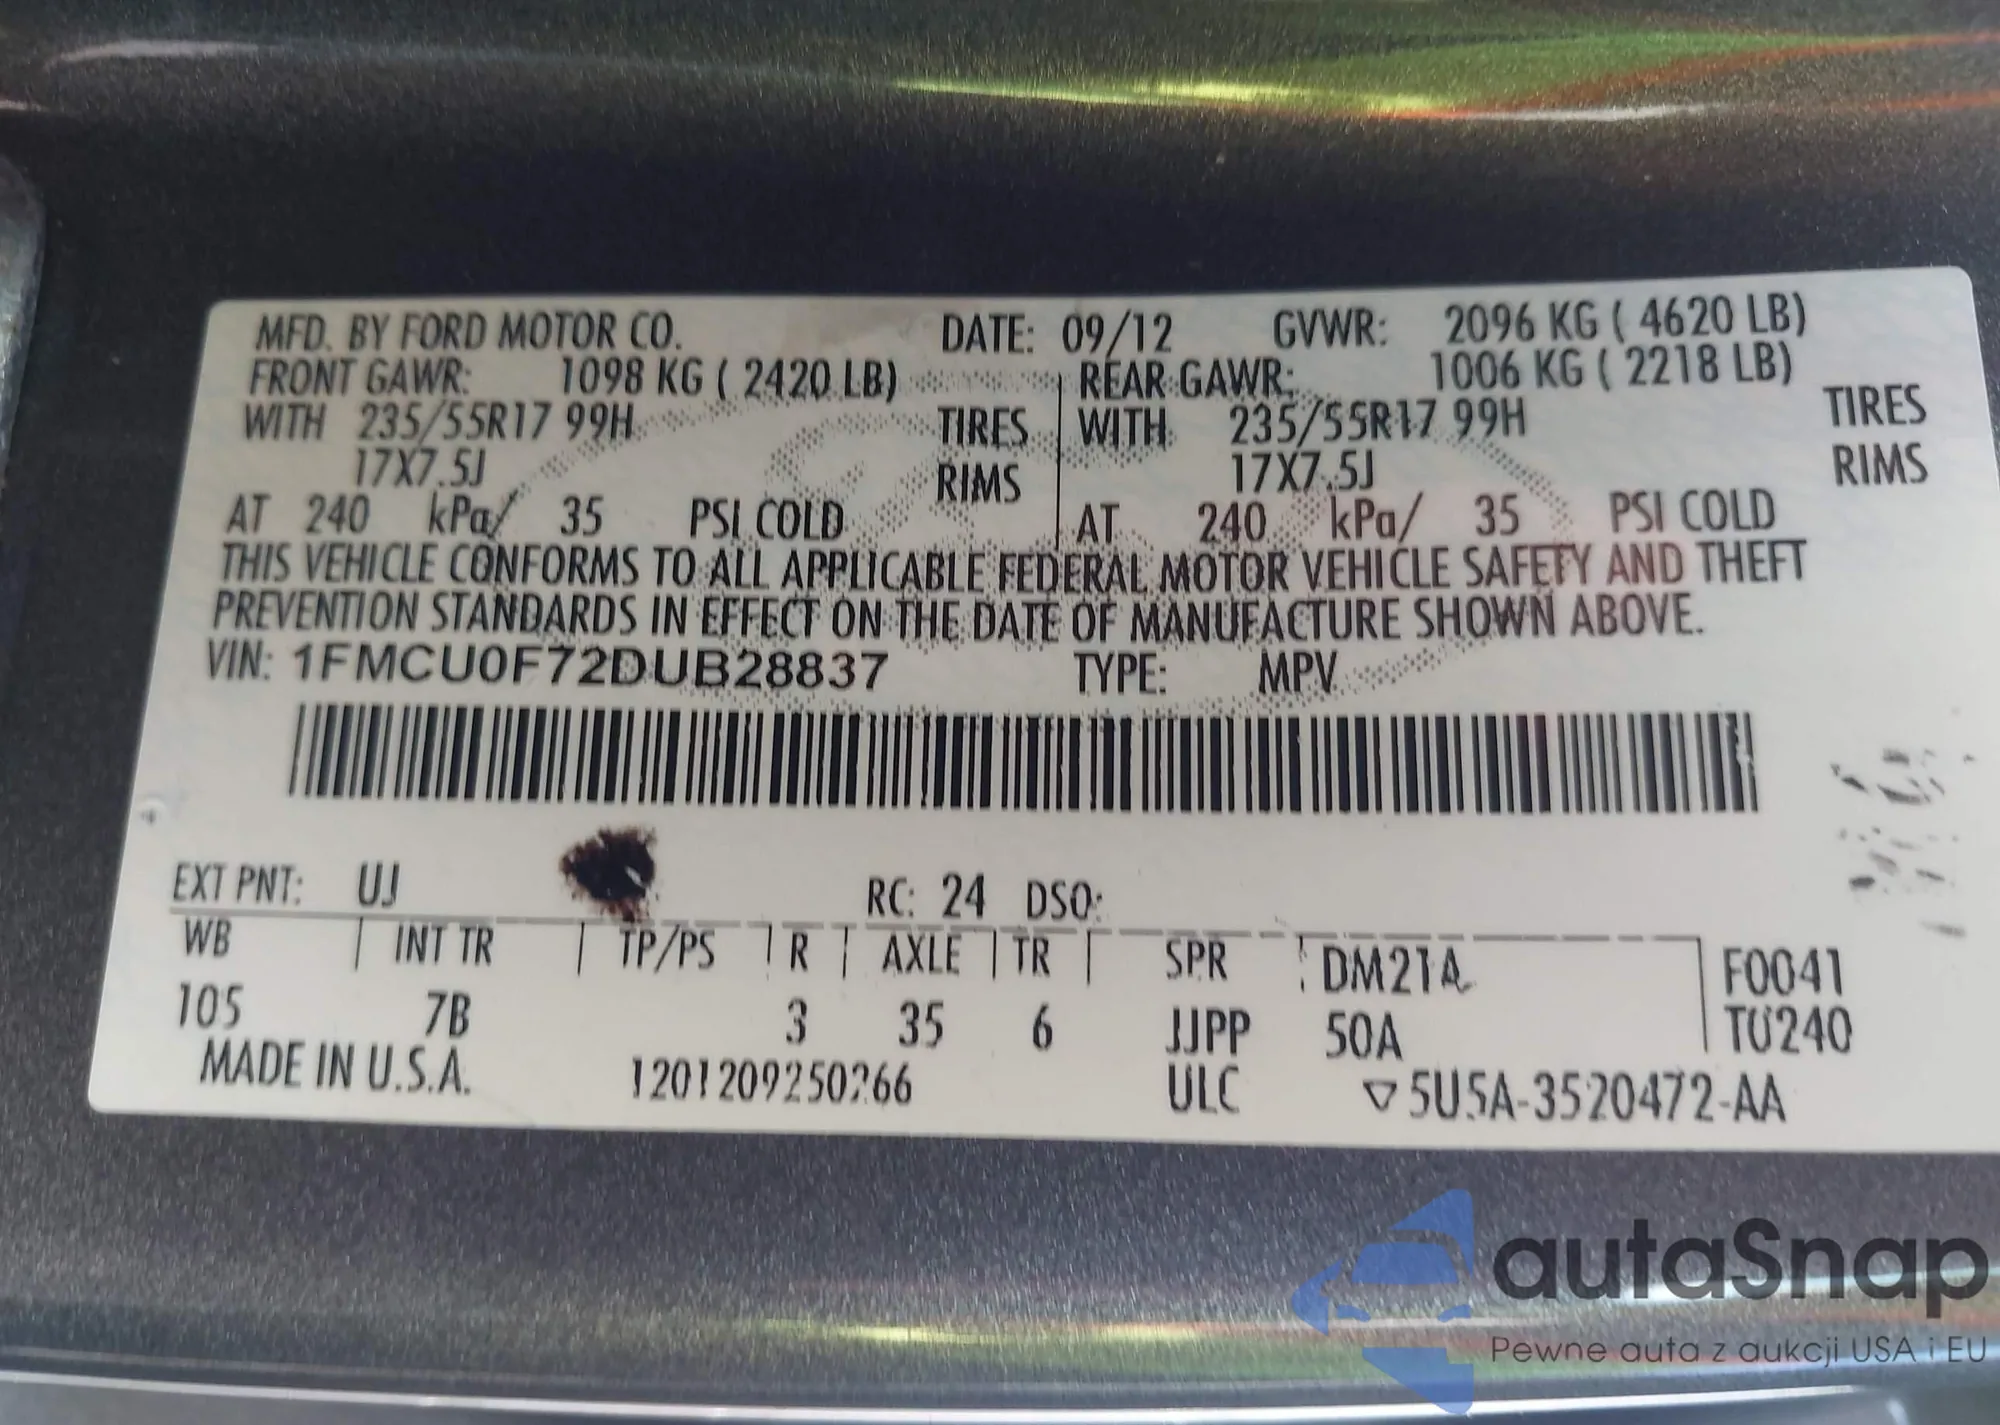 MFD. BY FORD MOTOR CO. DATE: 09/12 GVWR: 2096 KG ( 4620 LB)
FRONT GAWR: 1098 KG ( 2420 LB) REAR GAWR: 1006 KG ( 2218 LB)
WITH 235/55R17 99H TIRES WITH 235/55R17 99H TIRES
17X7.5J RIMS 17X7.5J RIMS
AT 240 kPa/ 35 PSI COLD AT 240 kPa/ 35 PSI COLD
THIS VEHICLE CONFORMS TO ALL APPLICABLE FEDERAL MOTOR VEHICLE SAFETY AND THEFT
PREVENTION STANDARDS IN EFFECT ON THE DATE OF MANUFACTURE SHOWN ABOVE.
VIN: 1FMCU0F72DUB28837 TYPE: MPV
EXT PNT: UJ RC: 24 DSO:
WB INT TR TP/PS R AXLE TR SPR DM21A F0041
105 7B 3 35 6 JJPP 50A T0240
MADE IN U.S.A. 1201209250266 ULC ▽5U5A-3520472-AA
autaSnap
Pewne auta z aukcji USA i EU